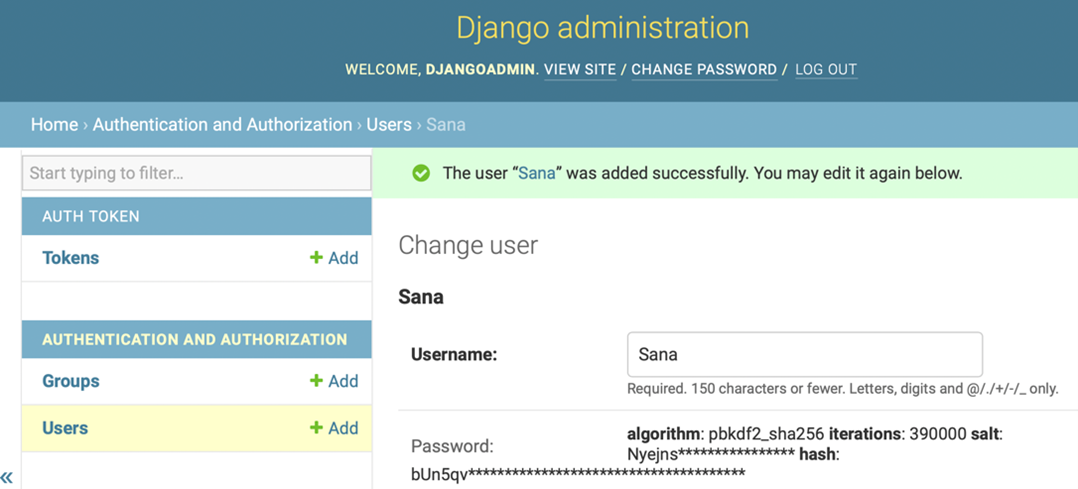 Django administration
WELCOME, DJANGOADMIN. VIEW SITE / CHANGE PASSWORD / LOG OUT
Home › Authentication and Authorization › Users › Sana
Start typing to filter...
AUTH TOKEN
Tokens + Add
AUTHENTICATION AND AUTHORIZATION
Groups + Add
Users + Add
«
The user “Sana” was added successfully. You may edit it again below.
Change user
Sana
Username: Sana
Required. 150 characters or fewer. Letters, digits and @/./+/-/_ only.
Password: algorithm: pbkdf2_sha256 iterations: 390000 salt:
Nyejns**************** hash:
bUn5qv**************************************